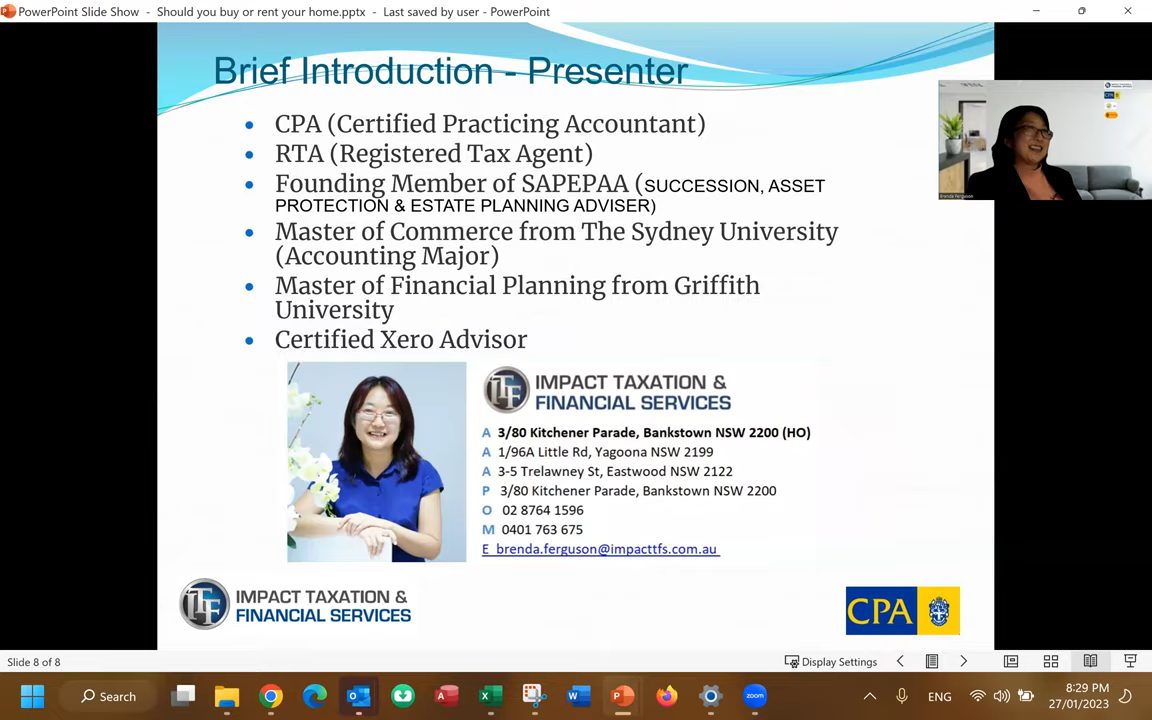 PowerPoint Slide Show - Should you buy or rent your home.pptx - Last saved by user - PowerPoint
Brief Introduction - Presenter
CPA (Certified Practicing Accountant)
RTA (Registered Tax Agent)
Founding Member of SAPEPAA (SUCCESSION, ASSET
PROTECTION & ESTATE PLANNING ADVISER)
Master of Commerce from The Sydney University
(Accounting Major)
Master of Financial Planning from Griffith
University
Certified Xero Advisor
CPA
Brenda Ferguson
IMPACT TAXATION &
FINANCIAL SERVICES
A 3/80 Kitchener Parade, Bankstown NSW 2200 (HO)
A 1/96A Little Rd, Yagoona NSW 2199
A 3-5 Trelawney St, Eastwood NSW 2122
P 3/80 Kitchener Parade, Bankstown NSW 2200
O 02 8764 1596
M 0401 763 675
E brenda.ferguson@impacttfs.com.au
IMPACT TAXATION &
FINANCIAL SERVICES
CPA
Slide 8 of 8
Display Settings
Search
zoom
ENG
8:29 PM
27/01/2023